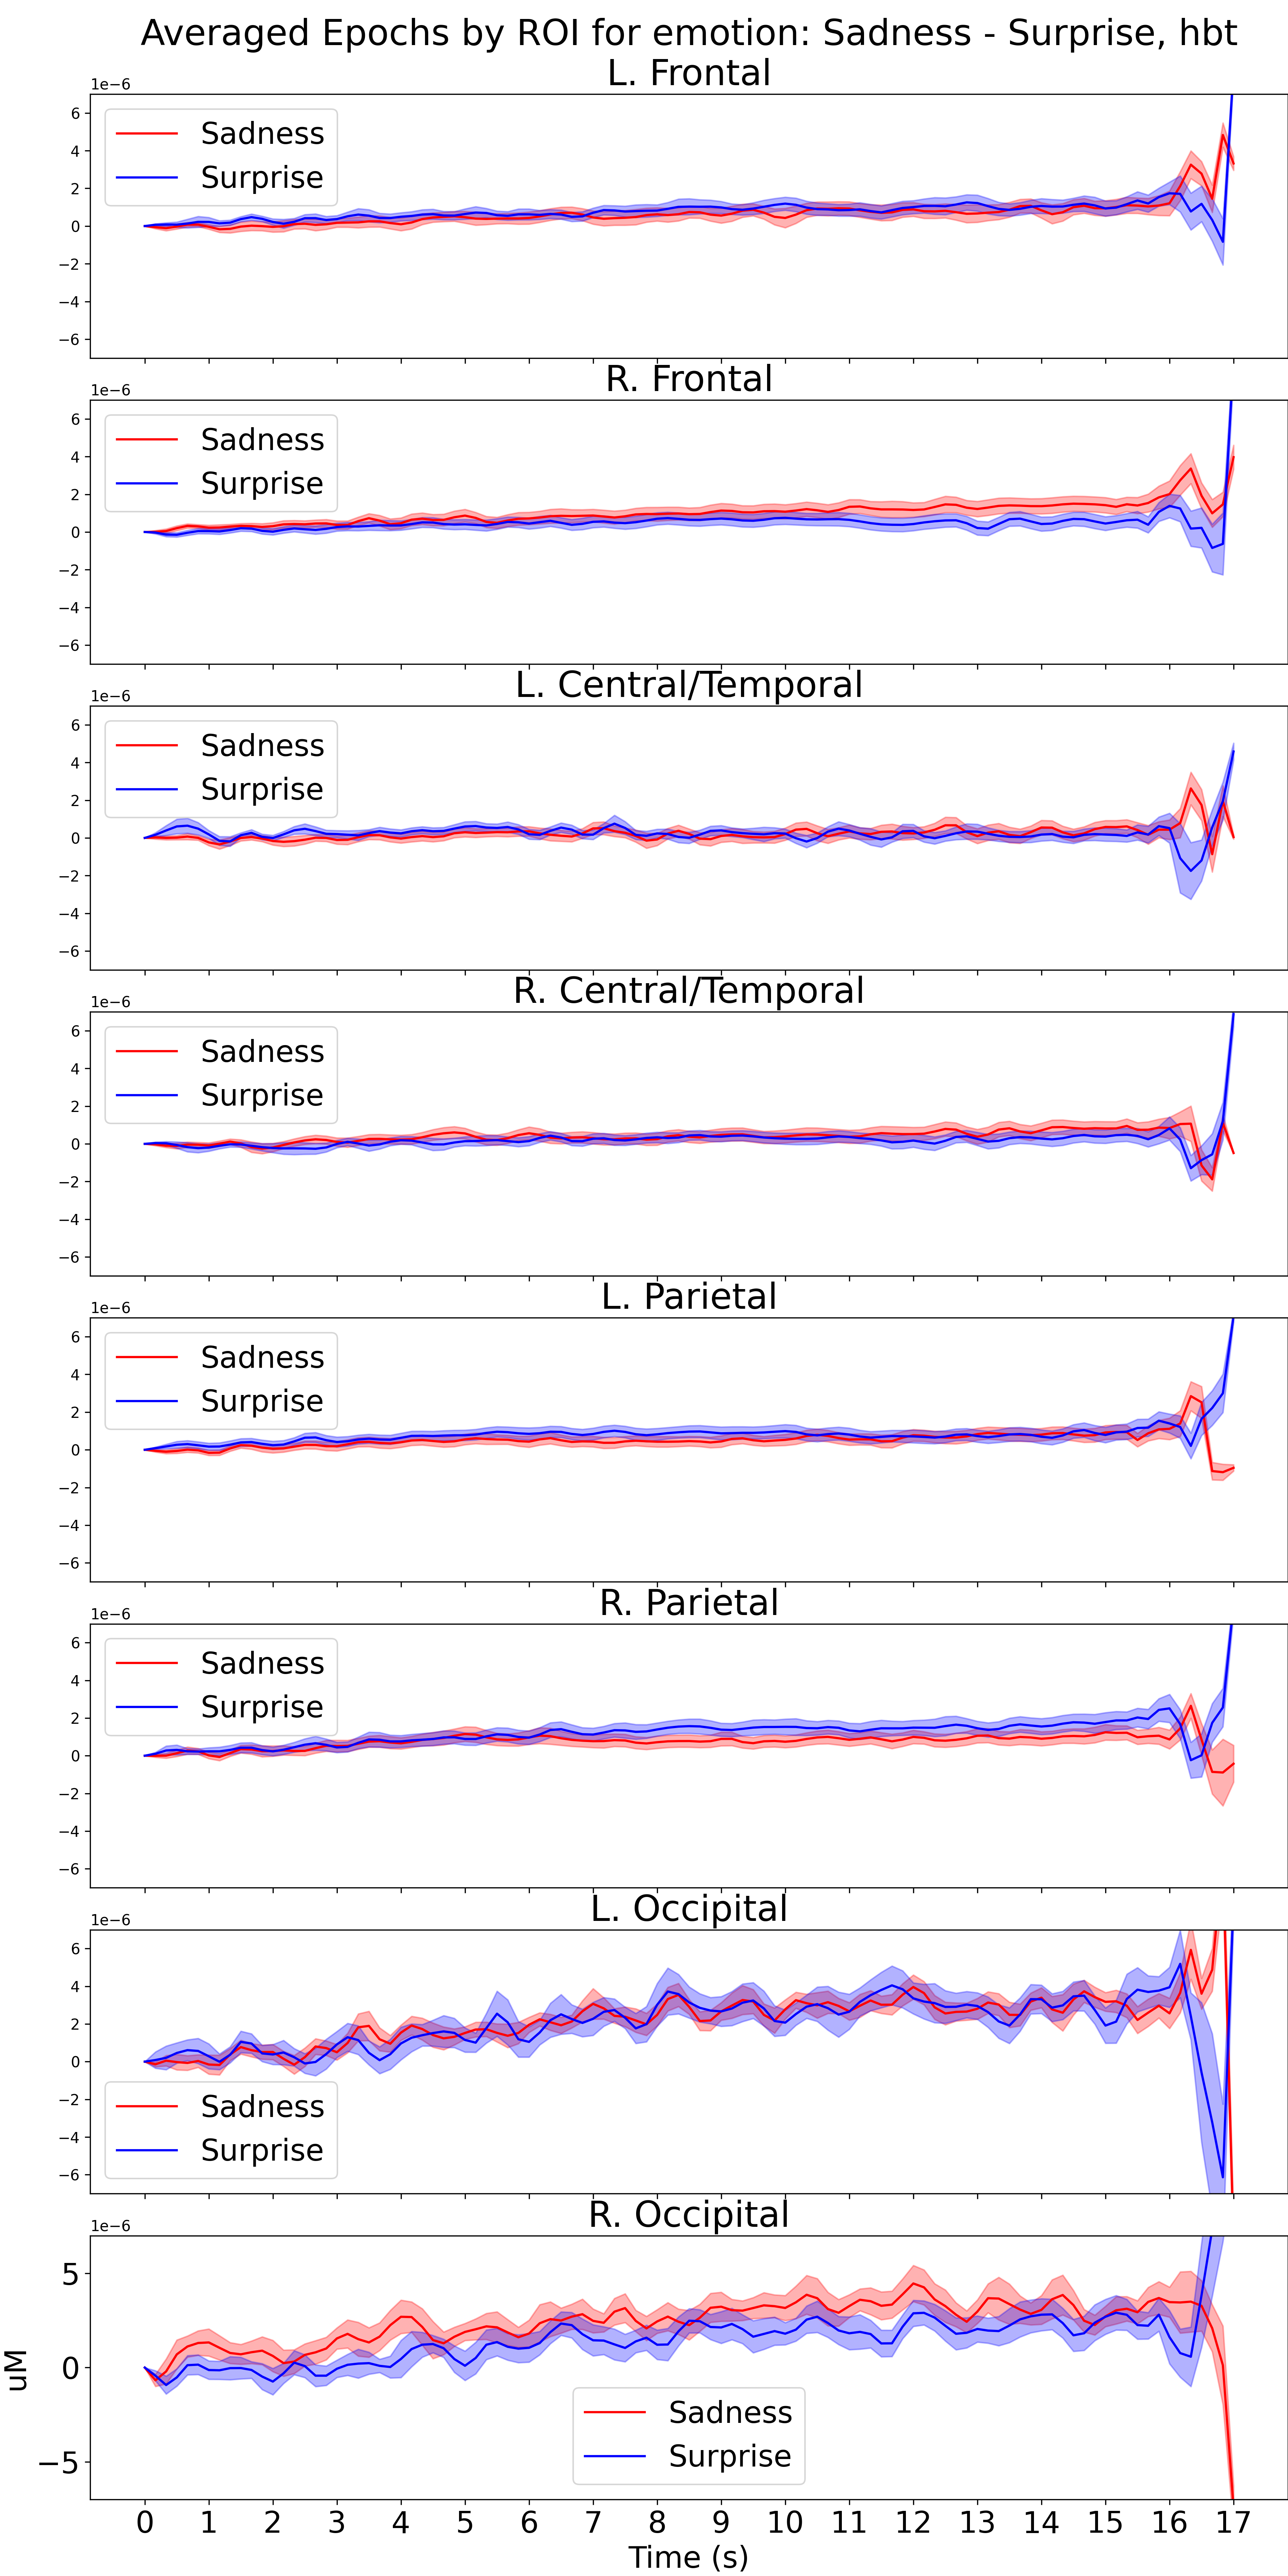 Averaged Epochs by ROI for emotion: Sadness - Surprise, hbt
L. Frontal
1e−6
6
4
2
0
−2
−4
−6
Sadness
Surprise
R. Frontal
1e−6
6
4
2
0
−2
−4
−6
Sadness
Surprise
L. Central/Temporal
1e−6
6
4
2
0
−2
−4
−6
Sadness
Surprise
R. Central/Temporal
1e−6
6
4
2
0
−2
−4
−6
Sadness
Surprise
L. Parietal
1e−6
6
4
2
0
−2
−4
−6
Sadness
Surprise
R. Parietal
1e−6
6
4
2
0
−2
−4
−6
Sadness
Surprise
L. Occipital
1e−6
6
4
2
0
−2
−4
−6
Sadness
Surprise
R. Occipital
1e−6
5
0
−5
uM
Sadness
Surprise
0 1 2 3 4 5 6 7 8 9 10 11 12 13 14 15 16 17
Time (s)